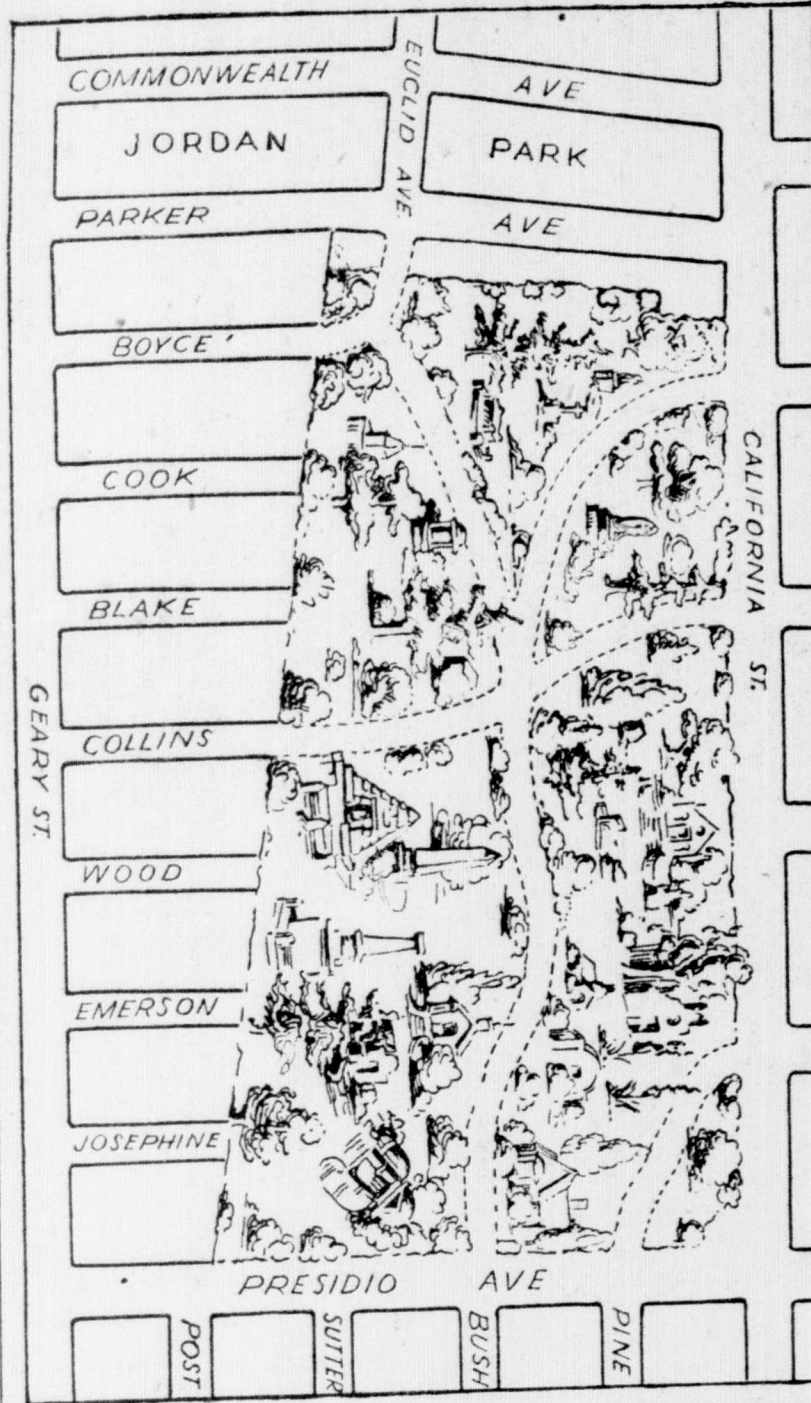 COMMONWEALTH AVE
EUCLID AVE.
JORDAN PARK
PARKER AVE
BOYCE
COOK
BLAKE
COLLINS
WOOD
EMERSON
JOSEPHINE
GEARY ST.
CALIFORNIA ST.
PRESIDIO AVE
POST
SUTTER
BUSH
PINE